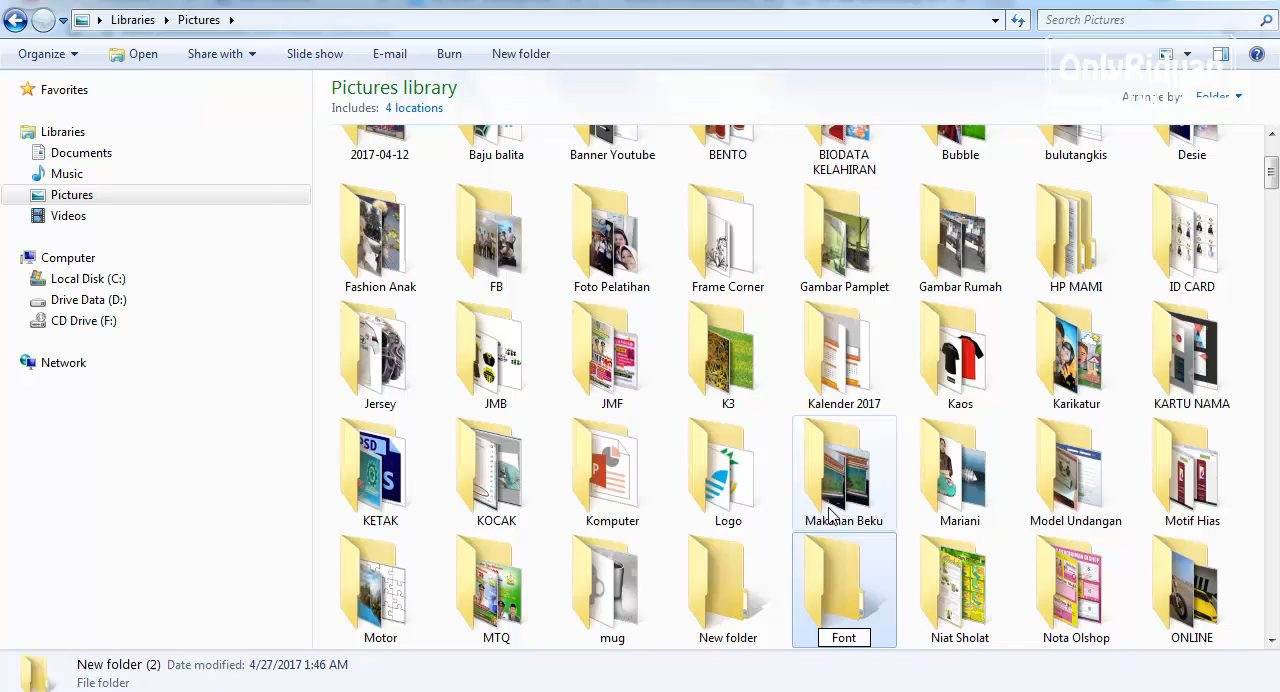 Libraries
Pictures
Search Pictures
Organize
Open
Share with
Slide show
E-mail
Burn
New folder
OnlyRiduan
Favorites
Libraries
Documents
Music
Pictures
Videos
Computer
Local Disk (C:)
Drive Data (D:)
CD Drive (F:)
Network
Pictures library
Includes: 4 locations
Arrange by: Folder
2017-04-12
Baju balita
Banner Youtube
BENTO
BIODATA
KELAHIRAN
Bubble
bulutangkis
Desie
Fashion Anak
FB
Foto Pelatihan
Frame Corner
Gambar Pamplet
Gambar Rumah
HP MAMI
ID CARD
Jersey
JMB
JMF
K3
Kalender 2017
Kaos
Karikatur
KARTU NAMA
KETAK
KOCAK
Komputer
Logo
Makanan Beku
Mariani
Model Undangan
Motif Hias
Motor
MTQ
mug
New folder
Font
Niat Sholat
Nota Olshop
ONLINE
New folder (2) Date modified: 4/27/2017 1:46 AM
File folder